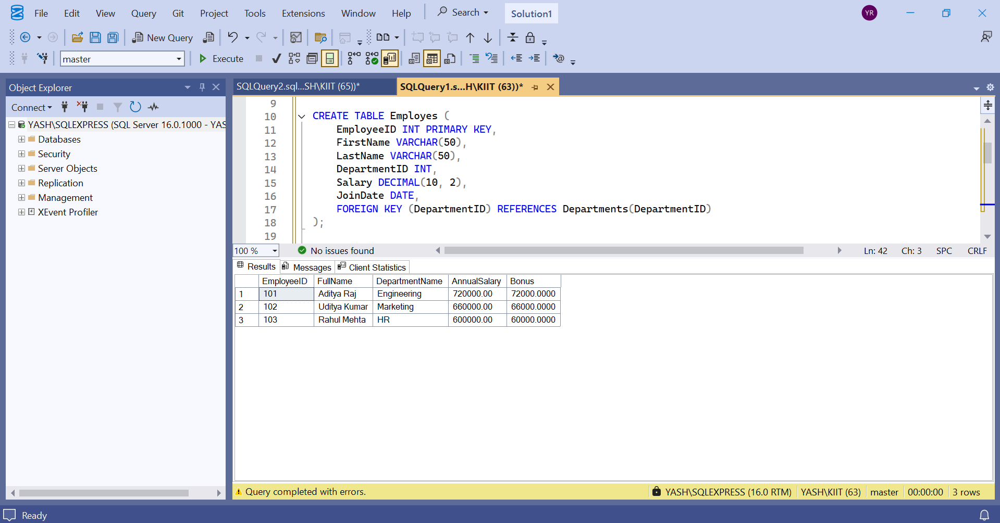 File Edit View Query Git Project Tools Extensions Window Help Search Solution1 YR
New Query
master Execute
Object Explorer
Connect
YASH\SQLEXPRESS (SQL Server 16.0.1000 - YAS
Databases
Security
Server Objects
Replication
Management
XEvent Profiler
SQLQuery2.sql...SH\KIIT (65))* SQLQuery1.s...H\KIIT (63))*
9
10 CREATE TABLE Employes (
11 EmployeeID INT PRIMARY KEY,
12 FirstName VARCHAR(50),
13 LastName VARCHAR(50),
14 DepartmentID INT,
15 Salary DECIMAL(10, 2),
16 JoinDate DATE,
17 FOREIGN KEY (DepartmentID) REFERENCES Departments(DepartmentID)
18 );
19
100 % No issues found Ln: 42 Ch: 3 SPC CRLF
Results Messages Client Statistics
EmployeeID FullName DepartmentName AnnualSalary Bonus
1 101 Aditya Raj Engineering 720000.00 72000.0000
2 102 Uditya Kumar Marketing 660000.00 66000.0000
3 103 Rahul Mehta HR 600000.00 60000.0000
Query completed with errors. YASH\SQLEXPRESS (16.0 RTM) YASH\KIIT (63) master 00:00:00 3 rows
Ready